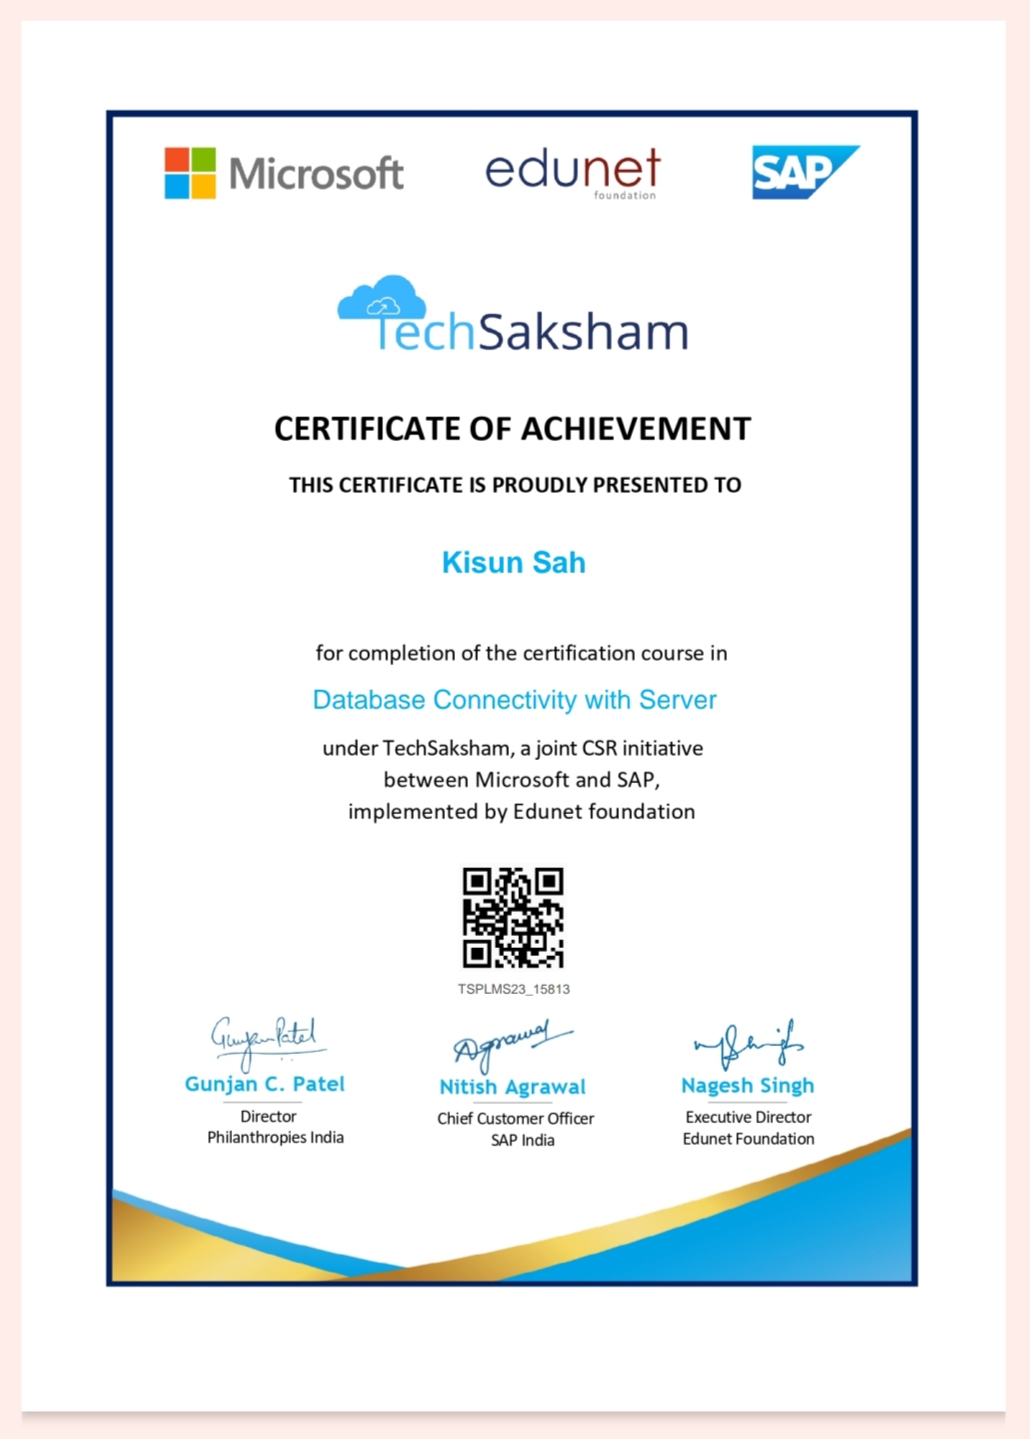 Microsoft
edunet
foundation
SAP
TechSaksham
CERTIFICATE OF ACHIEVEMENT
THIS CERTIFICATE IS PROUDLY PRESENTED TO
Kisun Sah
for completion of the certification course in
Database Connectivity with Server
under TechSaksham, a joint CSR initiative
between Microsoft and SAP,
implemented by Edunet foundation
TSPLMS23_15813
Gunjan Patel
Agrawal
Gunjan C. Patel
Nitish Agrawal
Nagesh Singh
Director
Philanthropies India
Chief Customer Officer
SAP India
Executive Director
Edunet Foundation